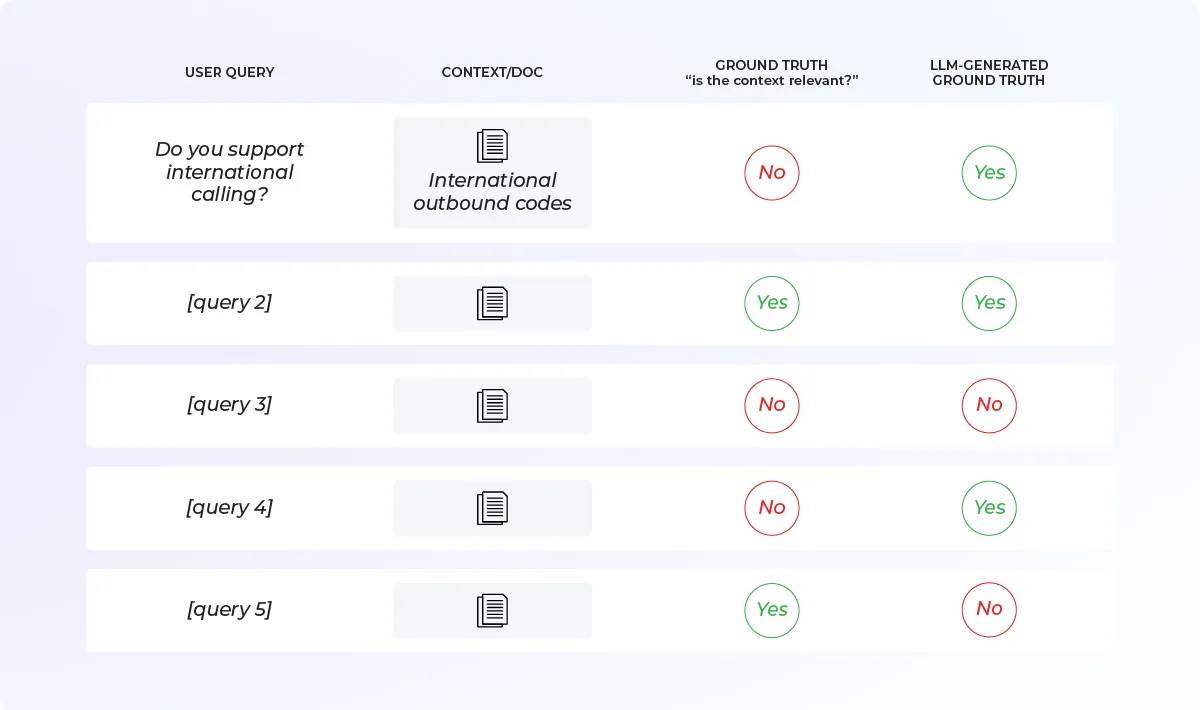 USER QUERY
CONTEXT/DOC
GROUND TRUTH
“is the context relevant?”
LLM-GENERATED
GROUND TRUTH
Do you support
international
calling?
International
outbound codes
No
Yes
[query 2]
Yes
Yes
[query 3]
No
No
[query 4]
No
Yes
[query 5]
Yes
No